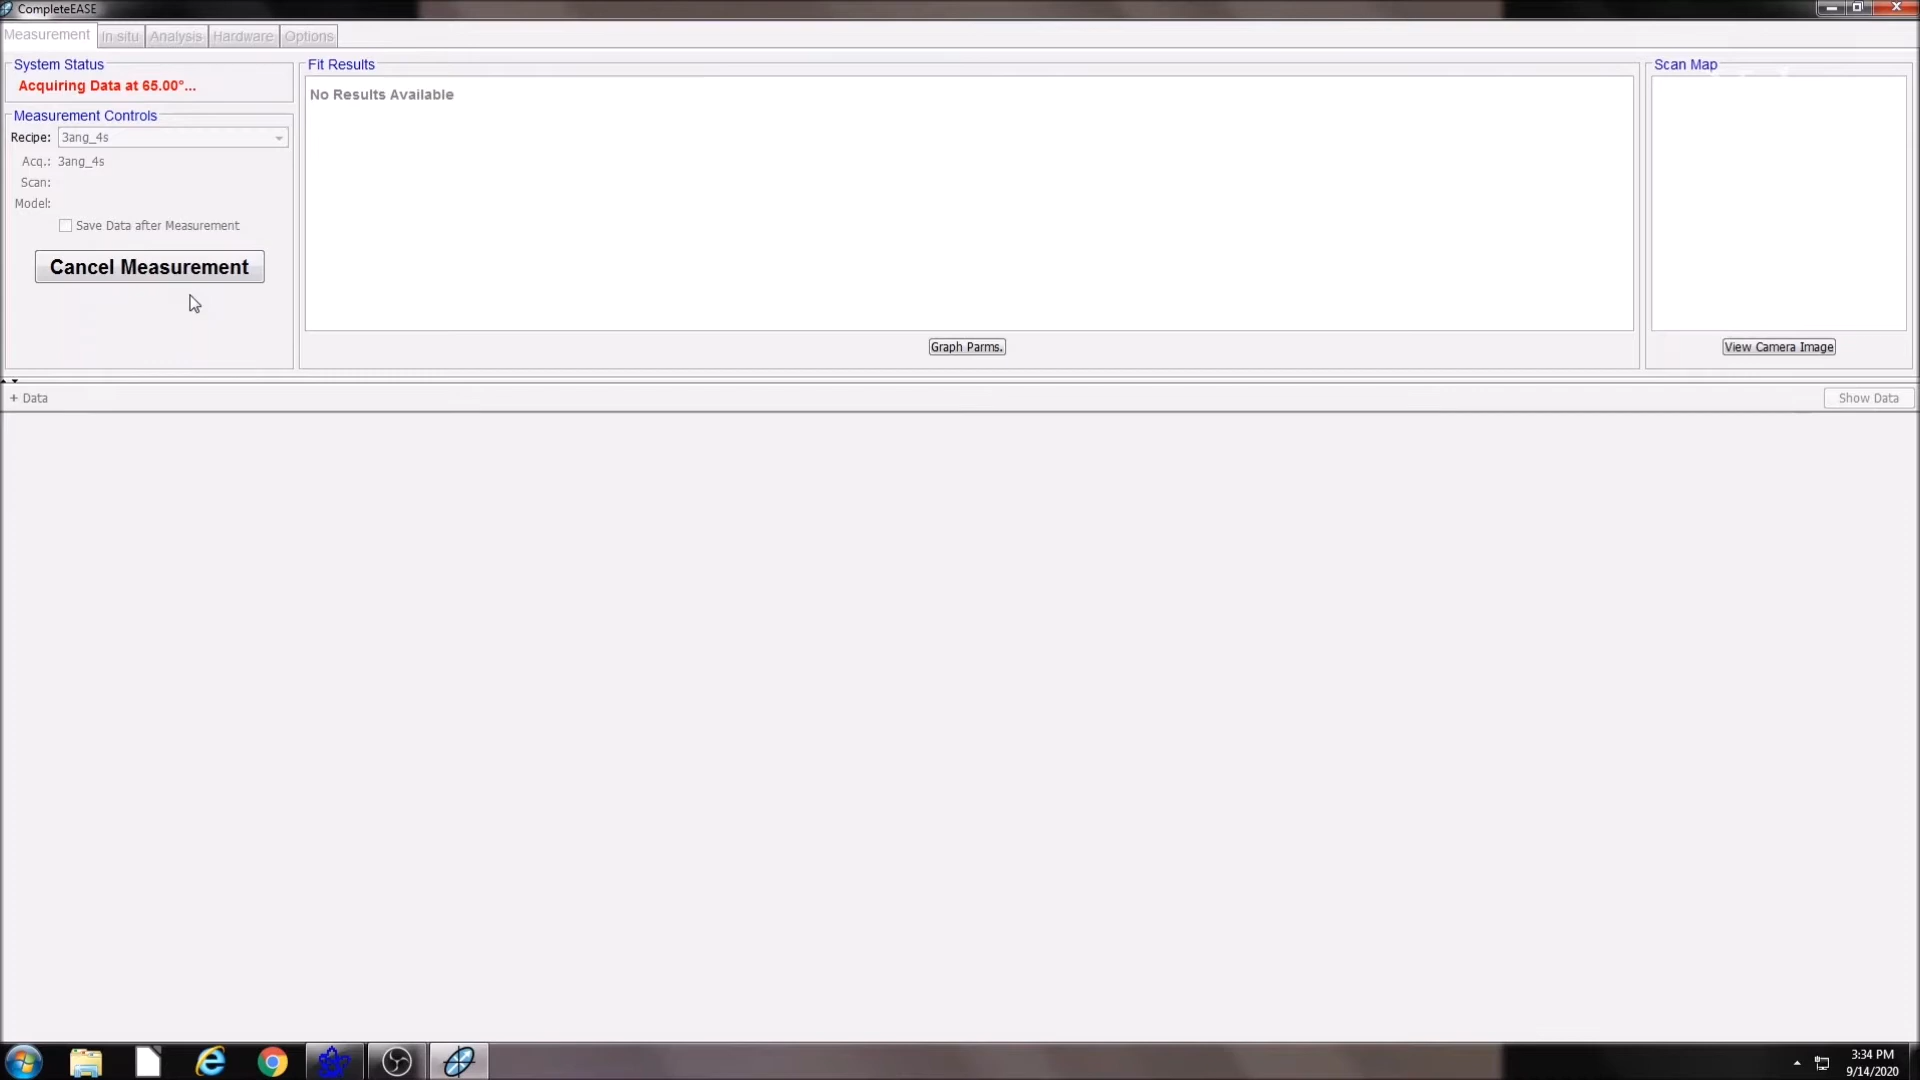 CompleteEASE
Measurement In situ Analysis Hardware Options
System Status
Acquiring Data at 65.00°...
Measurement Controls
Recipe: 3ang_4s
Acq.: 3ang_4s
Scan:
Model:
Save Data after Measurement
Cancel Measurement
Fit Results
No Results Available
Graph Parms.
Scan Map
View Camera Image
+ Data
Show Data
3:34 PM
9/14/2020